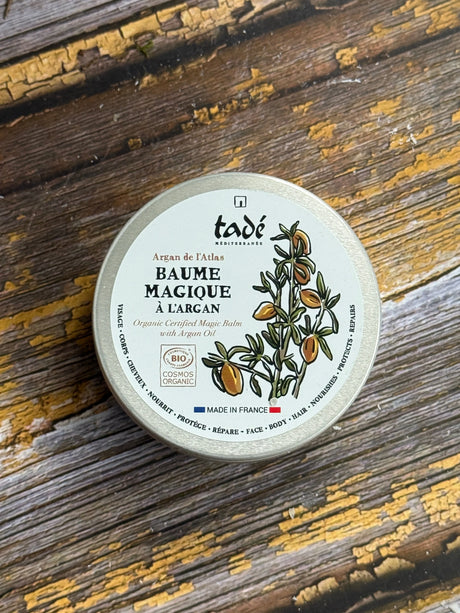 tadé
MÉDITERRANÉE
Argan de l'Atlas
BAUME
MAGIQUE
À L'ARGAN
Organic Certified Magic Balm
with Argan Oil
BIO
COSMOS
ORGANIC
MADE IN FRANCE
VISAGE • CORPS • CHEVEUX • NOURRIT • PROTÈGE • RÉPARE • FACE • BODY • HAIR • NOURISHES • PROTECTS • REPAIRS